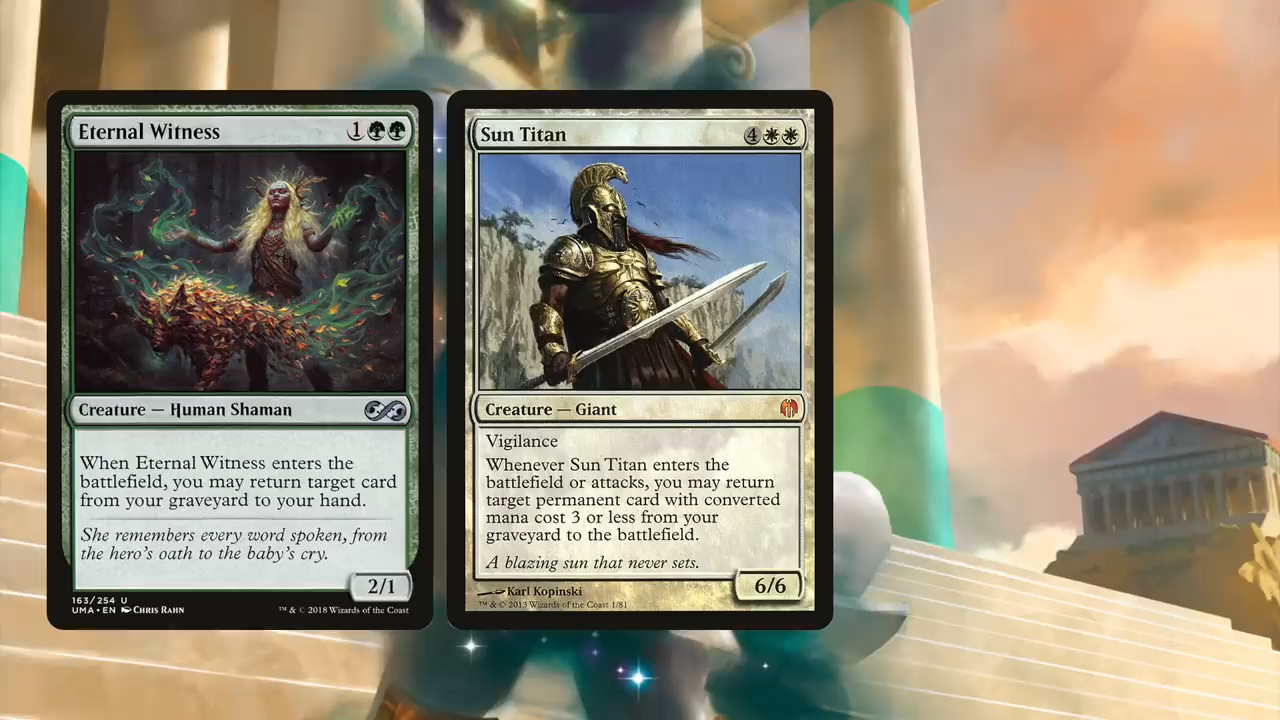 Eternal Witness 1
Creature — Human Shaman
When Eternal Witness enters the
battlefield, you may return target card
from your graveyard to your hand.
She remembers every word spoken, from
the hero's oath to the baby's cry.
2/1
163/254 U
UMA • EN Chris Rahn
™ & © 2018 Wizards of the Coast
Sun Titan 4
Creature — Giant
Vigilance
Whenever Sun Titan enters the
battlefield or attacks, you may return
target permanent card with converted
mana cost 3 or less from your
graveyard to the battlefield.
A blazing sun that never sets.
6/6
Karl Kopinski
™ & © 2013 Wizards of the Coast 1/81